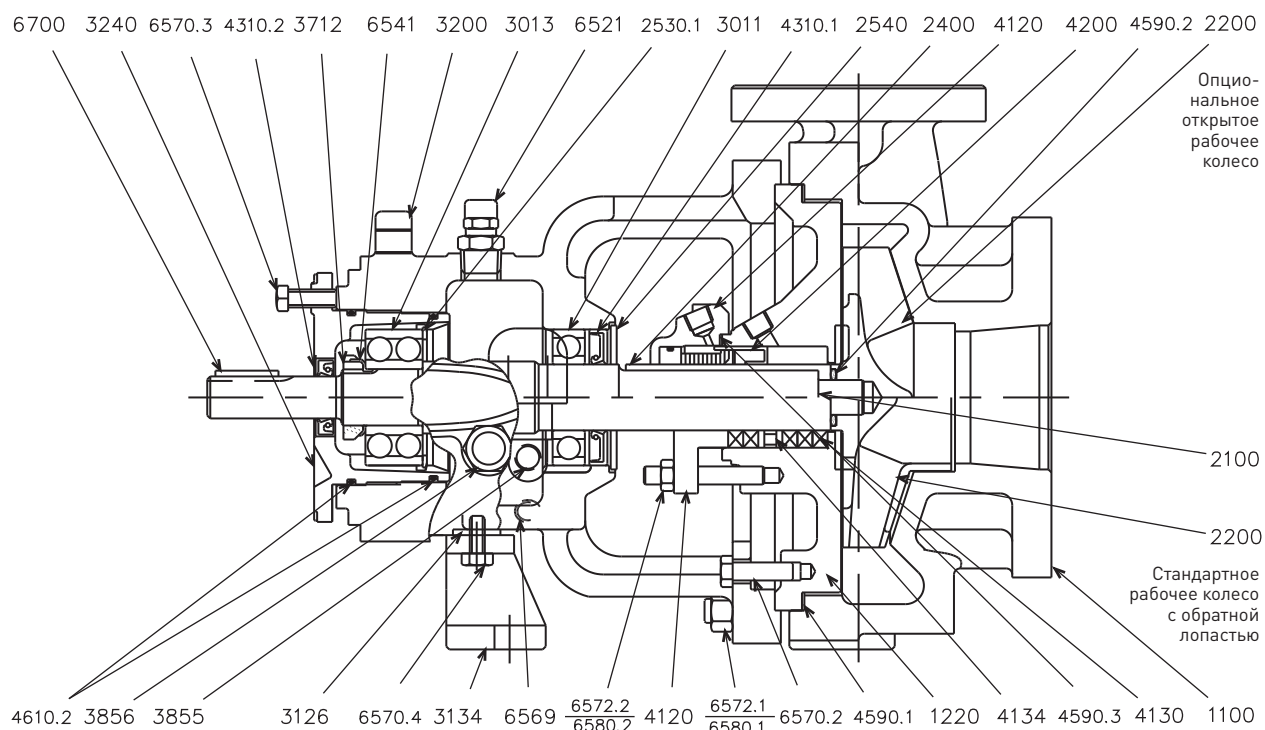 6700 3240 6570.3 4310.2 3712 6541 3200 3013 6521 2530.1 3011 4310.1 2540 2400 4120 4200 4590.2 2200
Опцио-
нальное
открытое
рабочее
колесо
2100
2200
Стандартное
рабочее колесо
с обратной
лопастью
4610.2 3856 3855 3126 6570.4 3134 6569 6572.2 4120 6572.1 6570.2 4590.1 1220 4134 4590.3 4130 1100
6580.2 6580.1